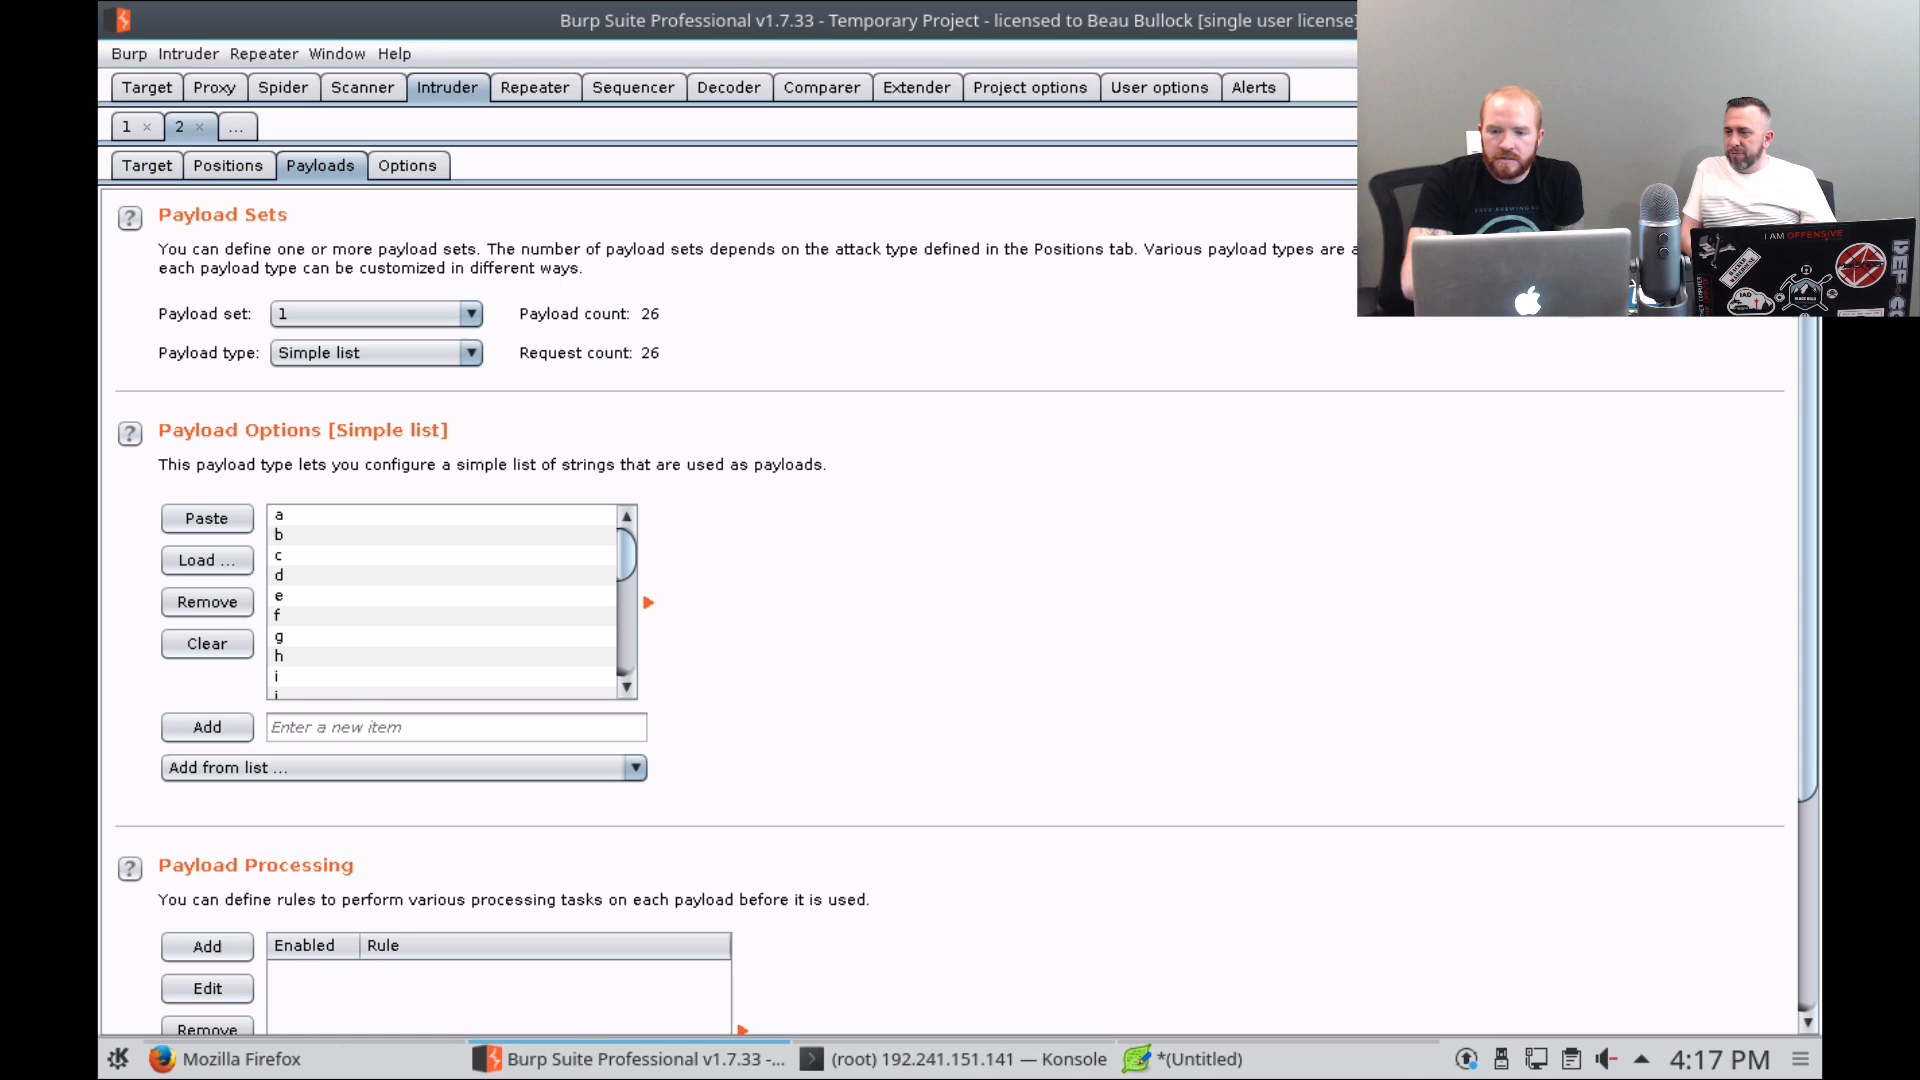 Burp Suite Professional v1.7.33 - Temporary Project - licensed to Beau Bullock [single user license]
Burp Intruder Repeater Window Help
Target Proxy Spider Scanner Intruder Repeater Sequencer Decoder Comparer Extender Project options User options Alerts
1 × 2 × ...
Target Positions Payloads Options
? Payload Sets
You can define one or more payload sets. The number of payload sets depends on the attack type defined in the Positions tab. Various payload types are a
each payload type can be customized in different ways.
Payload set: 1 Payload count: 26
Payload type: Simple list Request count: 26
? Payload Options [Simple list]
This payload type lets you configure a simple list of strings that are used as payloads.
Paste
Load ...
Remove
Clear
a
b
c
d
e
f
g
h
i
j
Add Enter a new item
Add from list ...
? Payload Processing
You can define rules to perform various processing tasks on each payload before it is used.
Add
Edit
Remove
Enabled Rule
I AM OFFENSIVE
Mozilla Firefox
Burp Suite Professional v1.7.33 -...
(root) 192.241.151.141 — Konsole
*(Untitled)
4:17 PM